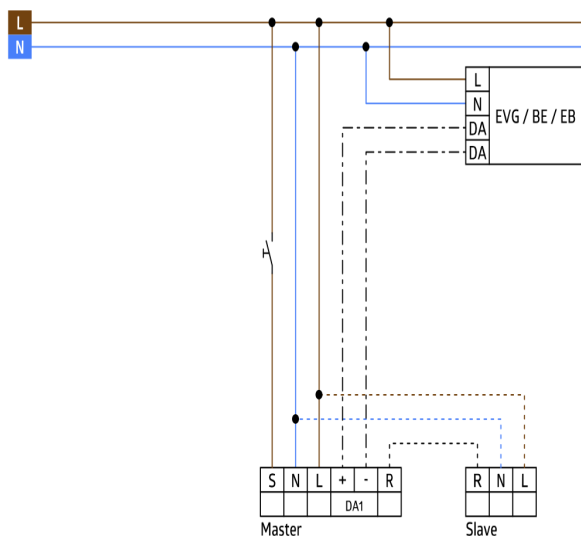 L
N
L
N
DA
DA
EVG / BE / EB
S N L + - R
DA1
Master
R N L
Slave